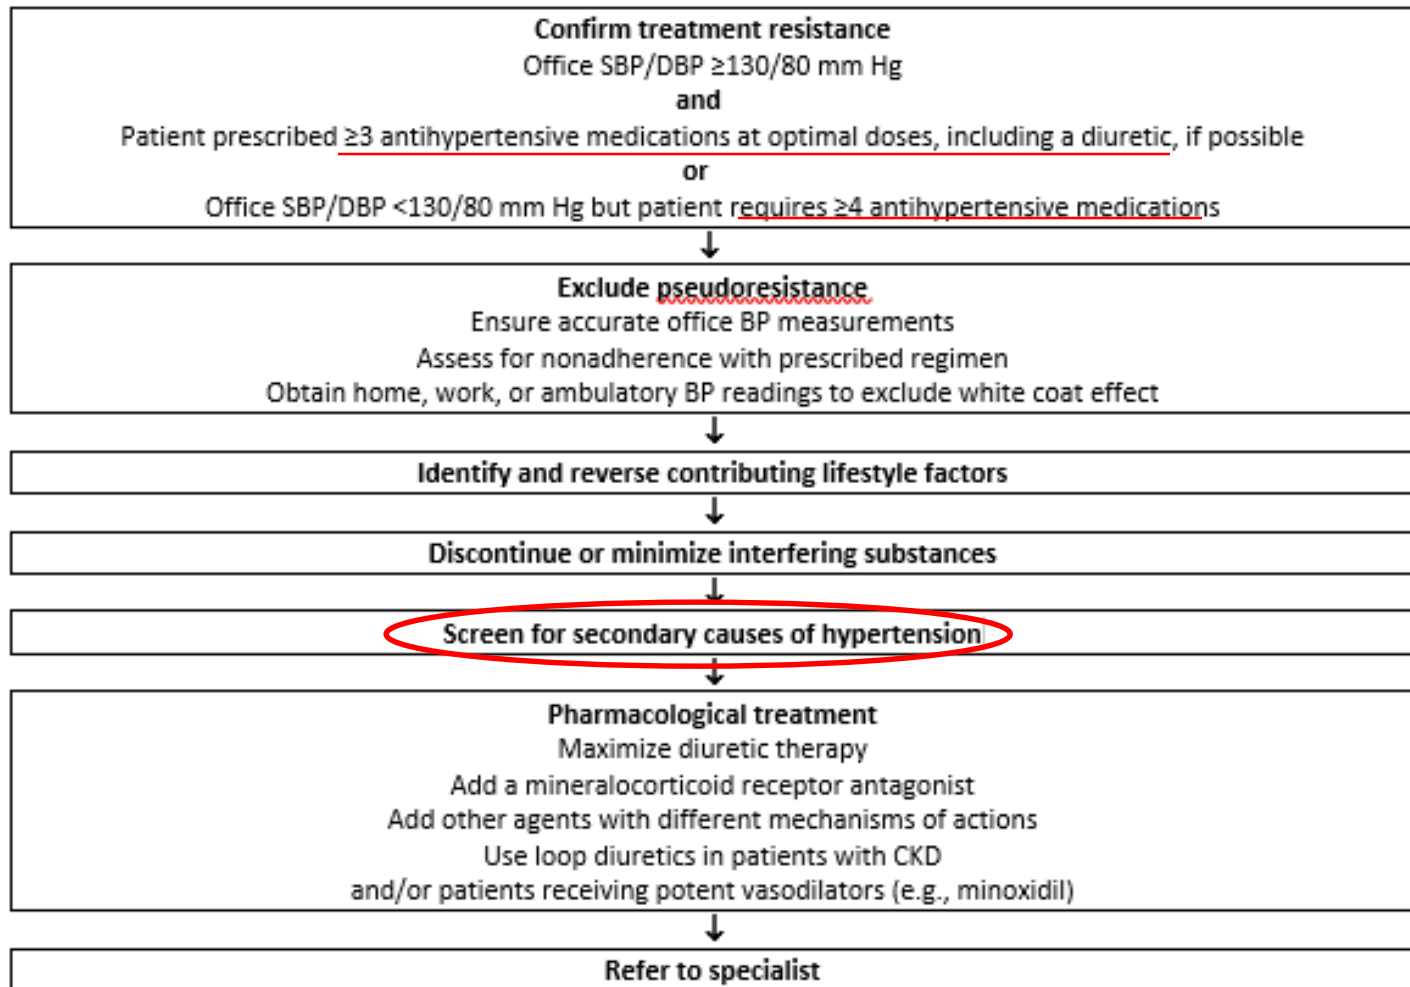 Confirm treatment resistance
Office SBP/DBP ≥130/80 mm Hg
and
Patient prescribed ≥3 antihypertensive medications at optimal doses, including a diuretic, if possible
or
Office SBP/DBP <130/80 mm Hg but patient requires ≥4 antihypertensive medications
↓
Exclude pseudoresistance
Ensure accurate office BP measurements
Assess for nonadherence with prescribed regimen
Obtain home, work, or ambulatory BP readings to exclude white coat effect
↓
Identify and reverse contributing lifestyle factors
↓
Discontinue or minimize interfering substances
↓
Screen for secondary causes of hypertension
↓
Pharmacological treatment
Maximize diuretic therapy
Add a mineralocorticoid receptor antagonist
Add other agents with different mechanisms of actions
Use loop diuretics in patients with CKD
and/or patients receiving potent vasodilators (e.g., minoxidil)
↓
Refer to specialist